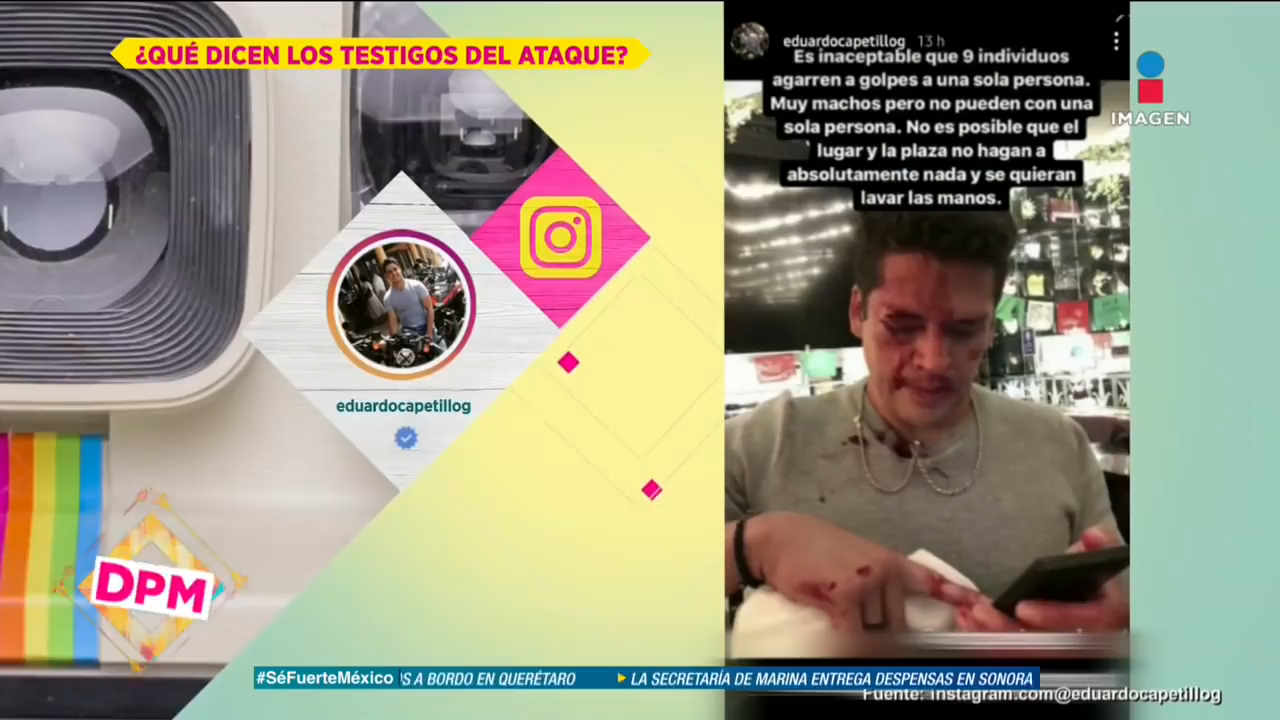 ¿QUÉ DICEN LOS TESTIGOS DEL ATAQUE?
eduardocapetillog 13 h
Es inaceptable que 9 individuos
agarren a golpes a una sola persona.
Muy machos pero no pueden con una
sola persona. No es posible que el
lugar y la plaza no hagan a
absolutamente nada y se quieran
lavar las manos.
IMAGEN
eduardocapetillog
DPM
#SéFuerteMéxico S A BORDO EN QUERÉTARO LA SECRETARÍA DE MARINA ENTREGA DESPENSAS EN SONORA
Fuente: Instagram.com@eduardocapetillog